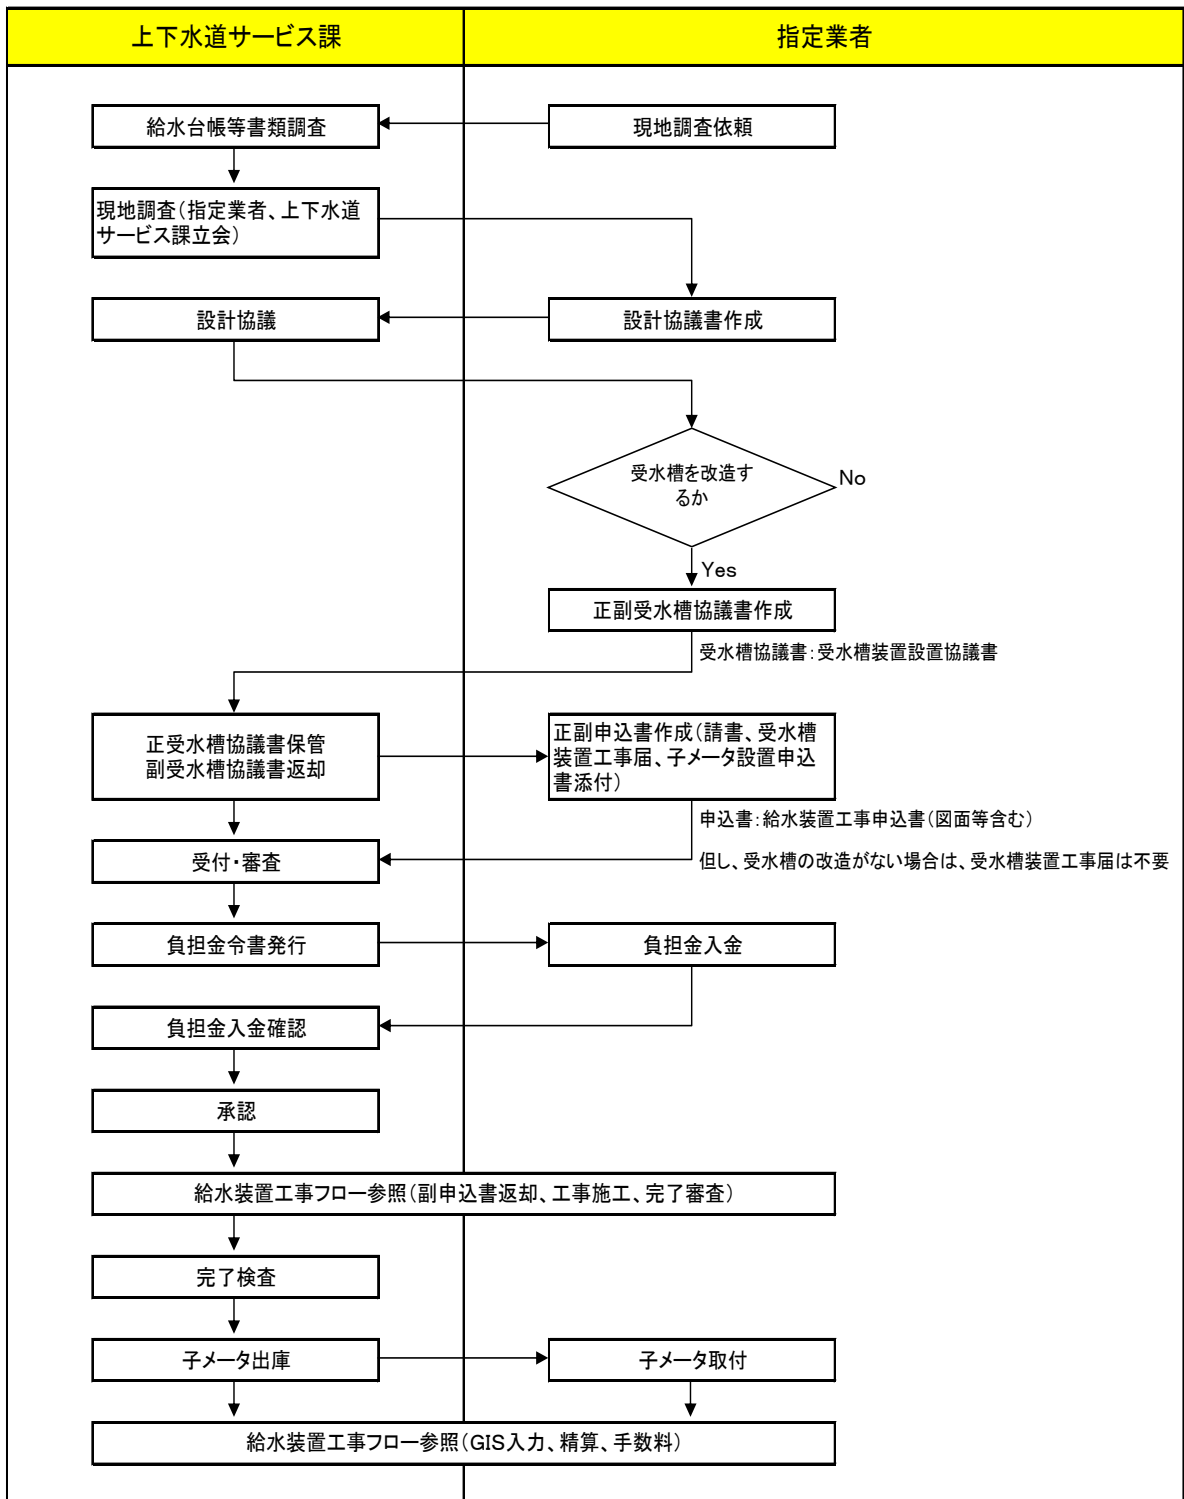 上下水道サービス課
指定業者
給水台帳等書類調査
現地調査依頼
現地調査(指定業者、上下水道
サービス課立会)
設計協議
設計協議書作成
受水槽を改造す
るか
No
Yes
正副受水槽協議書作成
受水槽協議書:受水槽装置設置協議書
正受水槽協議書保管
副受水槽協議書返却
正副申込書作成(請書、受水槽
装置工事届、子メータ設置申込
書添付)
申込書:給水装置工事申込書(図面等含む)
受付・審査
但し、受水槽の改造がない場合は、受水槽装置工事届は不要
負担金令書発行
負担金入金
負担金入金確認
承認
給水装置工事フロー参照(副申込書返却、工事施工、完了審査)
完了検査
子メータ出庫
子メータ取付
給水装置工事フロー参照(GIS入力、精算、手数料)